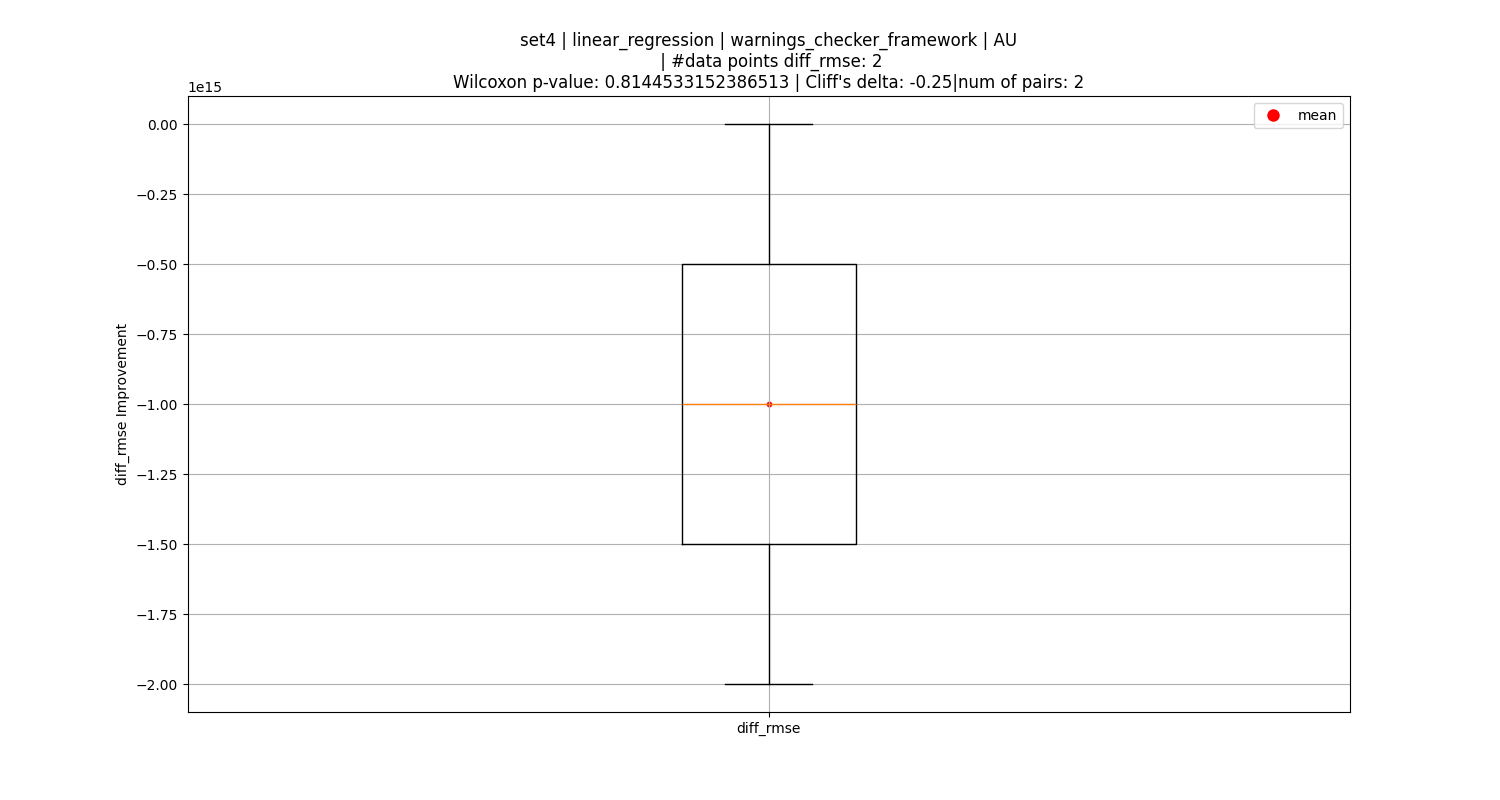 set4 | linear_regression | warnings_checker_framework | AU
| #data points diff_rmse: 2
Wilcoxon p-value: 0.8144533152386513 | Cliff's delta: -0.25|num of pairs: 2
1e15
mean
0.00
−0.25
−0.50
−0.75
−1.00
−1.25
−1.50
−1.75
−2.00
diff_rmse Improvement
diff_rmse